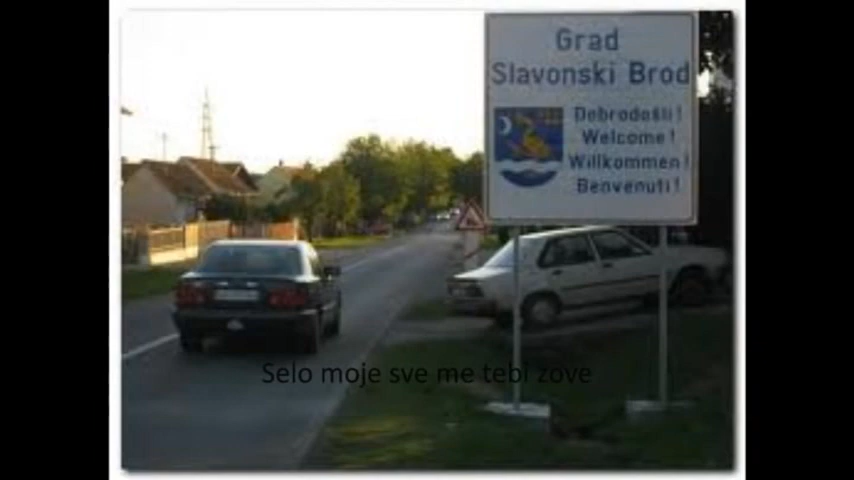 Grad
Slavonski Brod
Dobrodošli!
Welcome!
Willkommen!
Benvenuti!
Selo moje sve me tebi zove